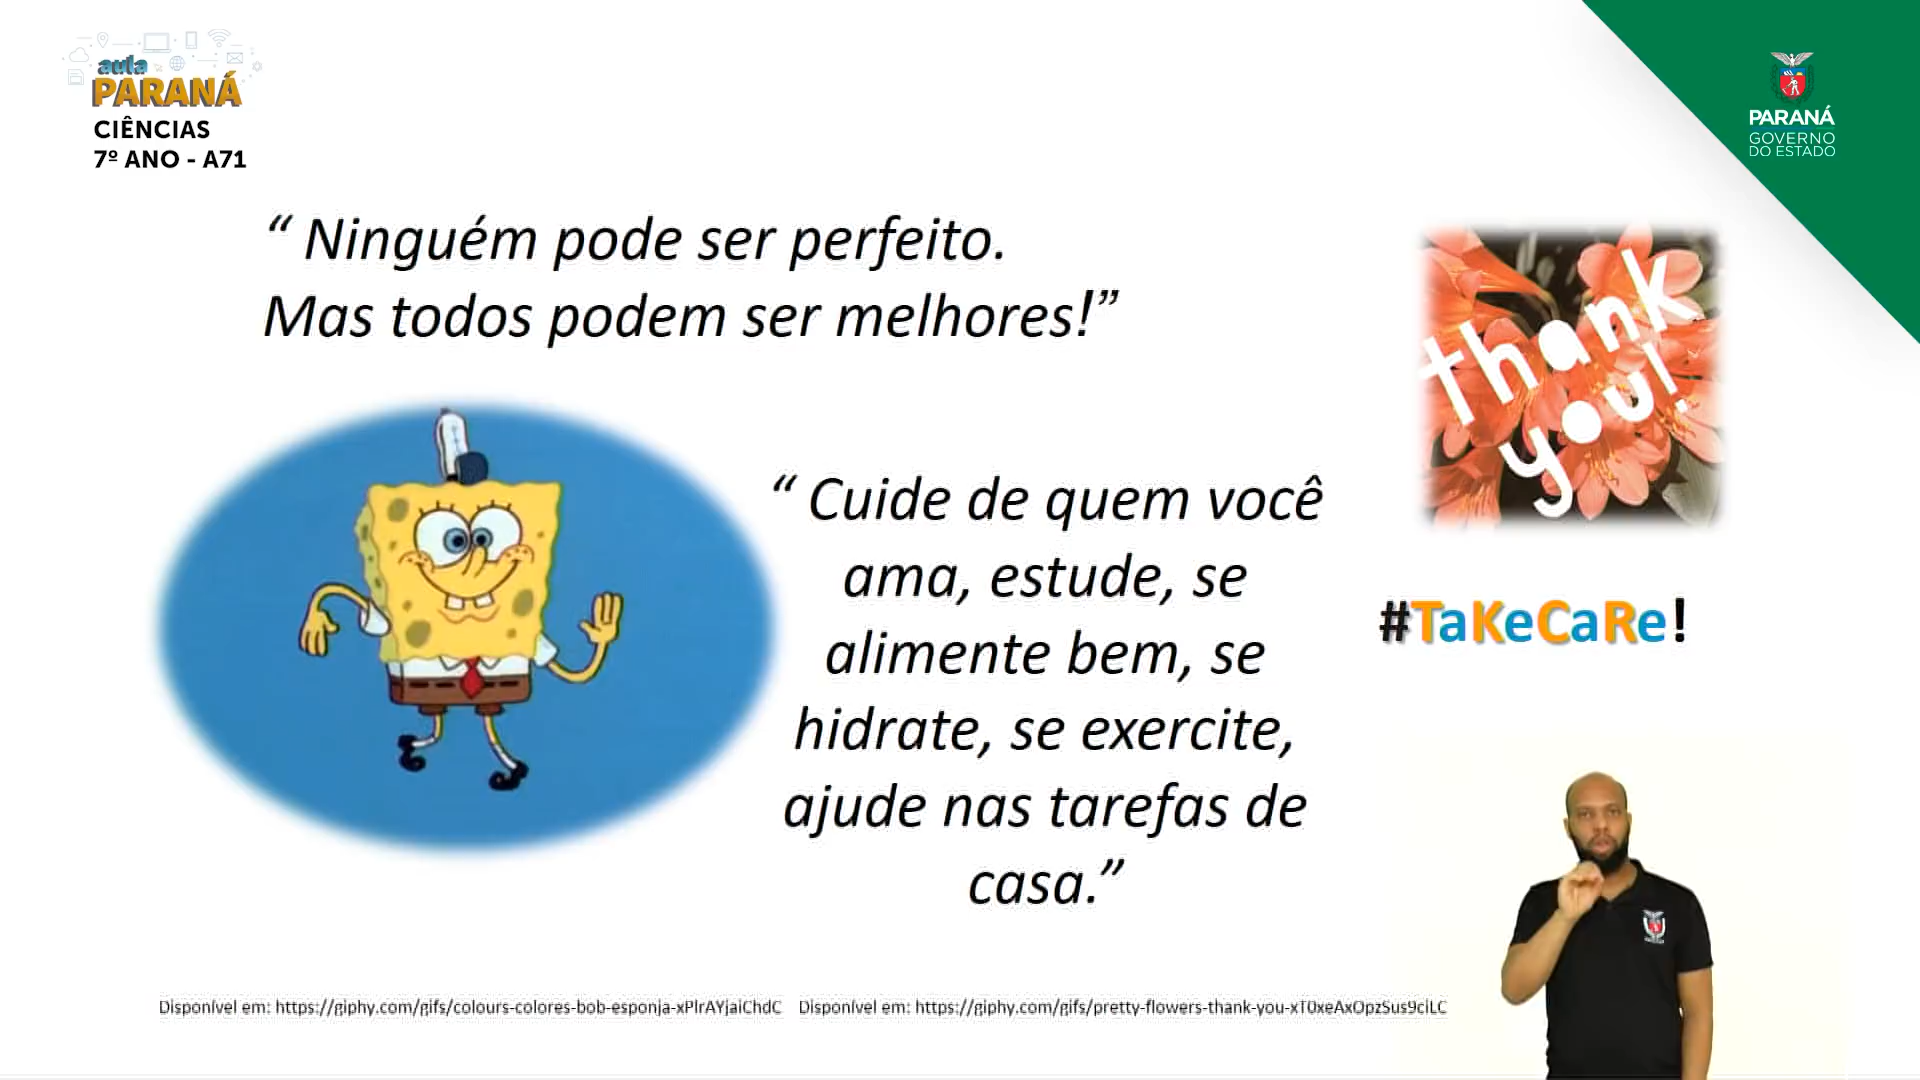 aula
PARANÁ
CIÊNCIAS
7º ANO - A71
PARANÁ
GOVERNO
DO ESTADO
“ Ninguém pode ser perfeito.
Mas todos podem ser melhores!”
thank
you!
“ Cuide de quem você
ama, estude, se
alimente bem, se
hidrate, se exercite,
ajude nas tarefas de
casa.”
#TaKeCaRe!
Disponível em: https://giphy.com/gifs/colours-colores-bob-esponja-xPlrAYjaiChdC Disponível em: https://giphy.com/gifs/pretty-flowers-thank-you-xT0xeAxOpzSus9ciLC